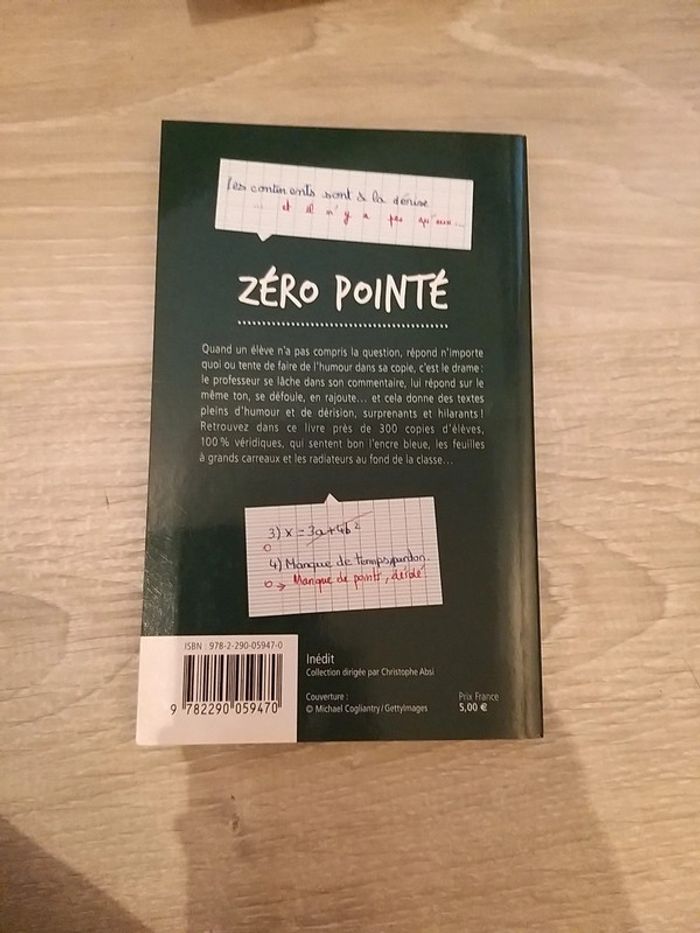 Les continents sont à la dérive
... et il n'y a pas qu'eux...
ZÉRO POINTÉ
Quand un élève n'a pas compris la question, répond n'importe
quoi ou tente de faire de l'humour dans sa copie, c'est le drame :
le professeur se lâche dans son commentaire, lui répond sur le
même ton, se défoule, en rajoute... et cela donne des textes
pleins d'humour et de dérision, surprenants et hilarants !
Retrouvez dans ce livre près de 300 copies d'élèves,
100 % véridiques, qui sentent bon l'encre bleue, les feuilles
à grands carreaux et les radiateurs au fond de la classe...
3) x = 3a+4b²
0
4) Manque de temps, pardon.
0 → Manque de points, désolé
ISBN : 978-2-290-05947-0
9 782290 059470
Inédit
Collection dirigée par Christophe Absi
Couverture :
© Michael Cogliantry / GettyImages
Prix France
5,00 €